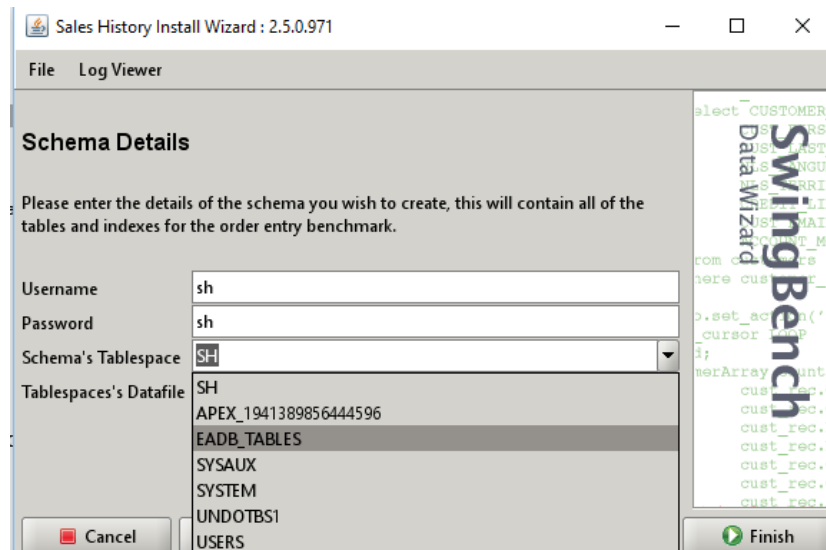 Sales History Install Wizard : 2.5.0.971
File Log Viewer
Schema Details
Please enter the details of the schema you wish to create, this will contain all of the
tables and indexes for the order entry benchmark.
Username sh
Password sh
Schema's Tablespace SH
Tablespaces's Datafile
SH
APEX_1941389856444596
EADB_TABLES
SYSAUX
SYSTEM
UNDOTBS1
USERS
Cancel
Finish
SwingBench
Data Wizard